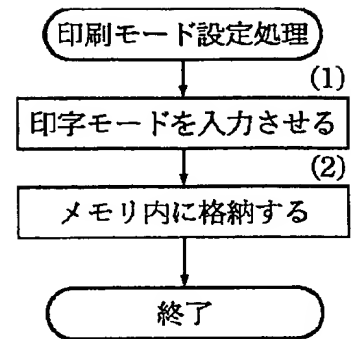 印刷モード設定処理
(1)
印字モードを入力させる
(2)
メモリ内に格納する
終了